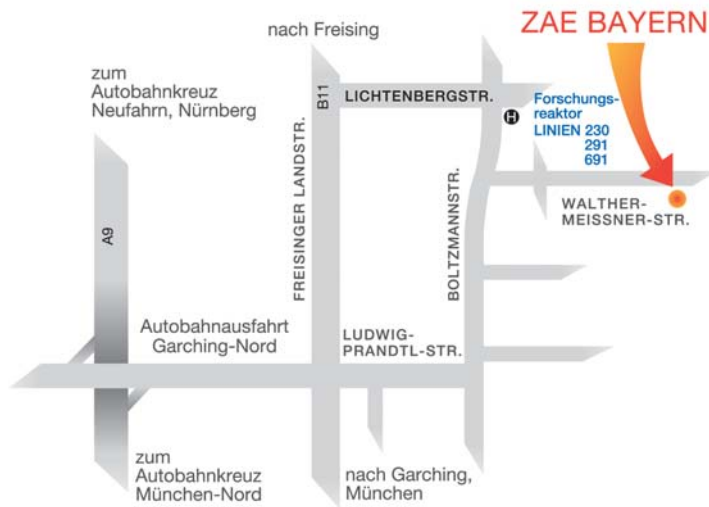 ZAE BAYERN
nach Freising
zum
Autobahnkreuz
Neufahrn, Nürnberg
B11
LICHTENBERGSTR.
H
Forschungs-
reaktor
LINIEN 230
291
691
FREISINGER LANDSTR.
A9
BOLTZMANNSTR.
WALTHER-
MEISSNER-STR.
Autobahnausfahrt
Garching-Nord
LUDWIG-
PRANDTL-STR.
zum
Autobahnkreuz
München-Nord
nach Garching,
München